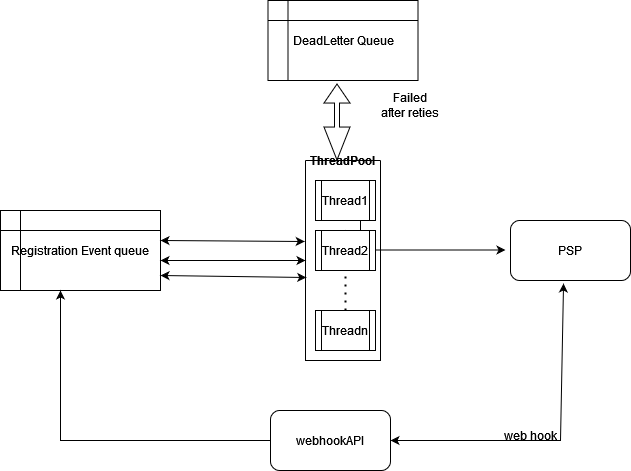 DeadLetter Queue
Failed
after reties
ThreadPool
Thread1
Registration Event queue
Thread2
PSP
Threadn
web hook
webhookAPI